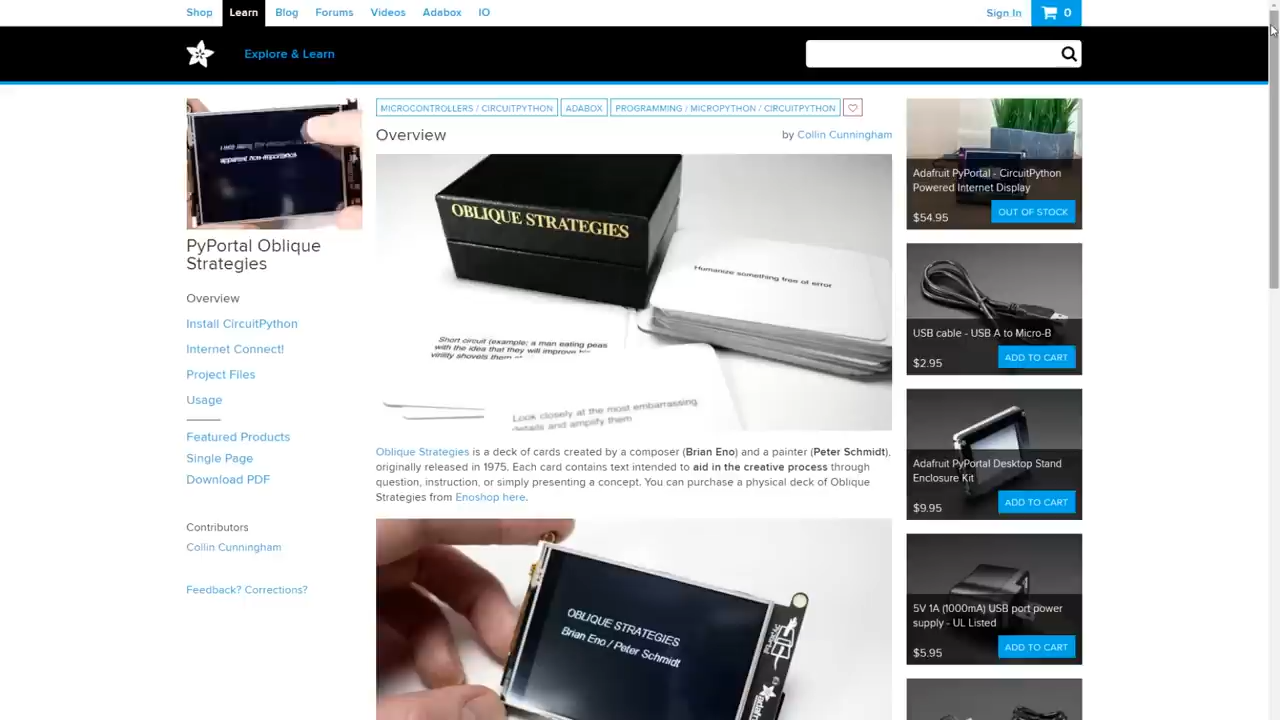 Shop Learn Blog Forums Videos Adabox IO
Sign In 0
Explore & Learn
MICROCONTROLLERS / CIRCUITPYTHON ADABOX PROGRAMMING / MICROPYTHON / CIRCUITPYTHON
Overview
by Collin Cunningham
apparent non-importance
PyPortal Oblique
Strategies
Overview
Install CircuitPython
Internet Connect!
Project Files
Usage
Featured Products
Single Page
Download PDF
Contributors
Collin Cunningham
Feedback? Corrections?
OBLIQUE STRATEGIES
Humanize something free of error
Short circuit (example; a man eating peas
with the idea that they will improve his
virility shovels them
Look closely at the most embarrassing
details and amplify them
Oblique Strategies is a deck of cards created by a composer (Brian Eno) and a painter (Peter Schmidt),
originally released in 1975. Each card contains text intended to aid in the creative process through
question, instruction, or simply presenting a concept. You can purchase a physical deck of Oblique
Strategies from Enoshop here.
OBLIQUE STRATEGIES
Brian Eno / Peter Schmidt
Adafruit PyPortal - CircuitPython
Powered Internet Display
$54.95 OUT OF STOCK
USB cable - USB A to Micro-B
$2.95 ADD TO CART
Adafruit PyPortal Desktop Stand
Enclosure Kit
$9.95 ADD TO CART
5V 1A (1000mA) USB port power
supply - UL Listed
$5.95 ADD TO CART